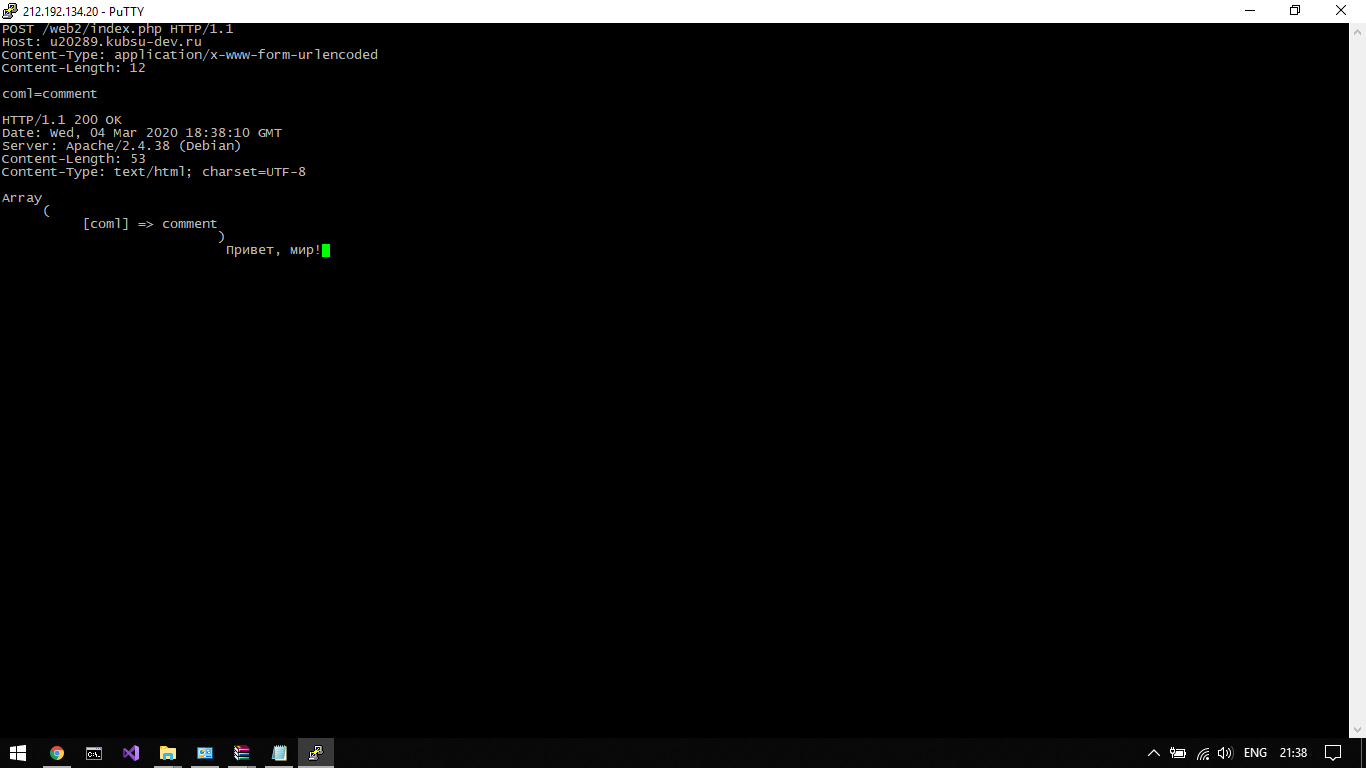 212.192.134.20 - PuTTY
POST /web2/index.php HTTP/1.1
Host: u20289.kubsu-dev.ru
Content-Type: application/x-www-form-urlencoded
Content-Length: 12
coml=comment
HTTP/1.1 200 OK
Date: Wed, 04 Mar 2020 18:38:10 GMT
Server: Apache/2.4.38 (Debian)
Content-Length: 53
Content-Type: text/html; charset=UTF-8
Array
(
[coml] => comment
)
Привет, мир!
ENG 21:38